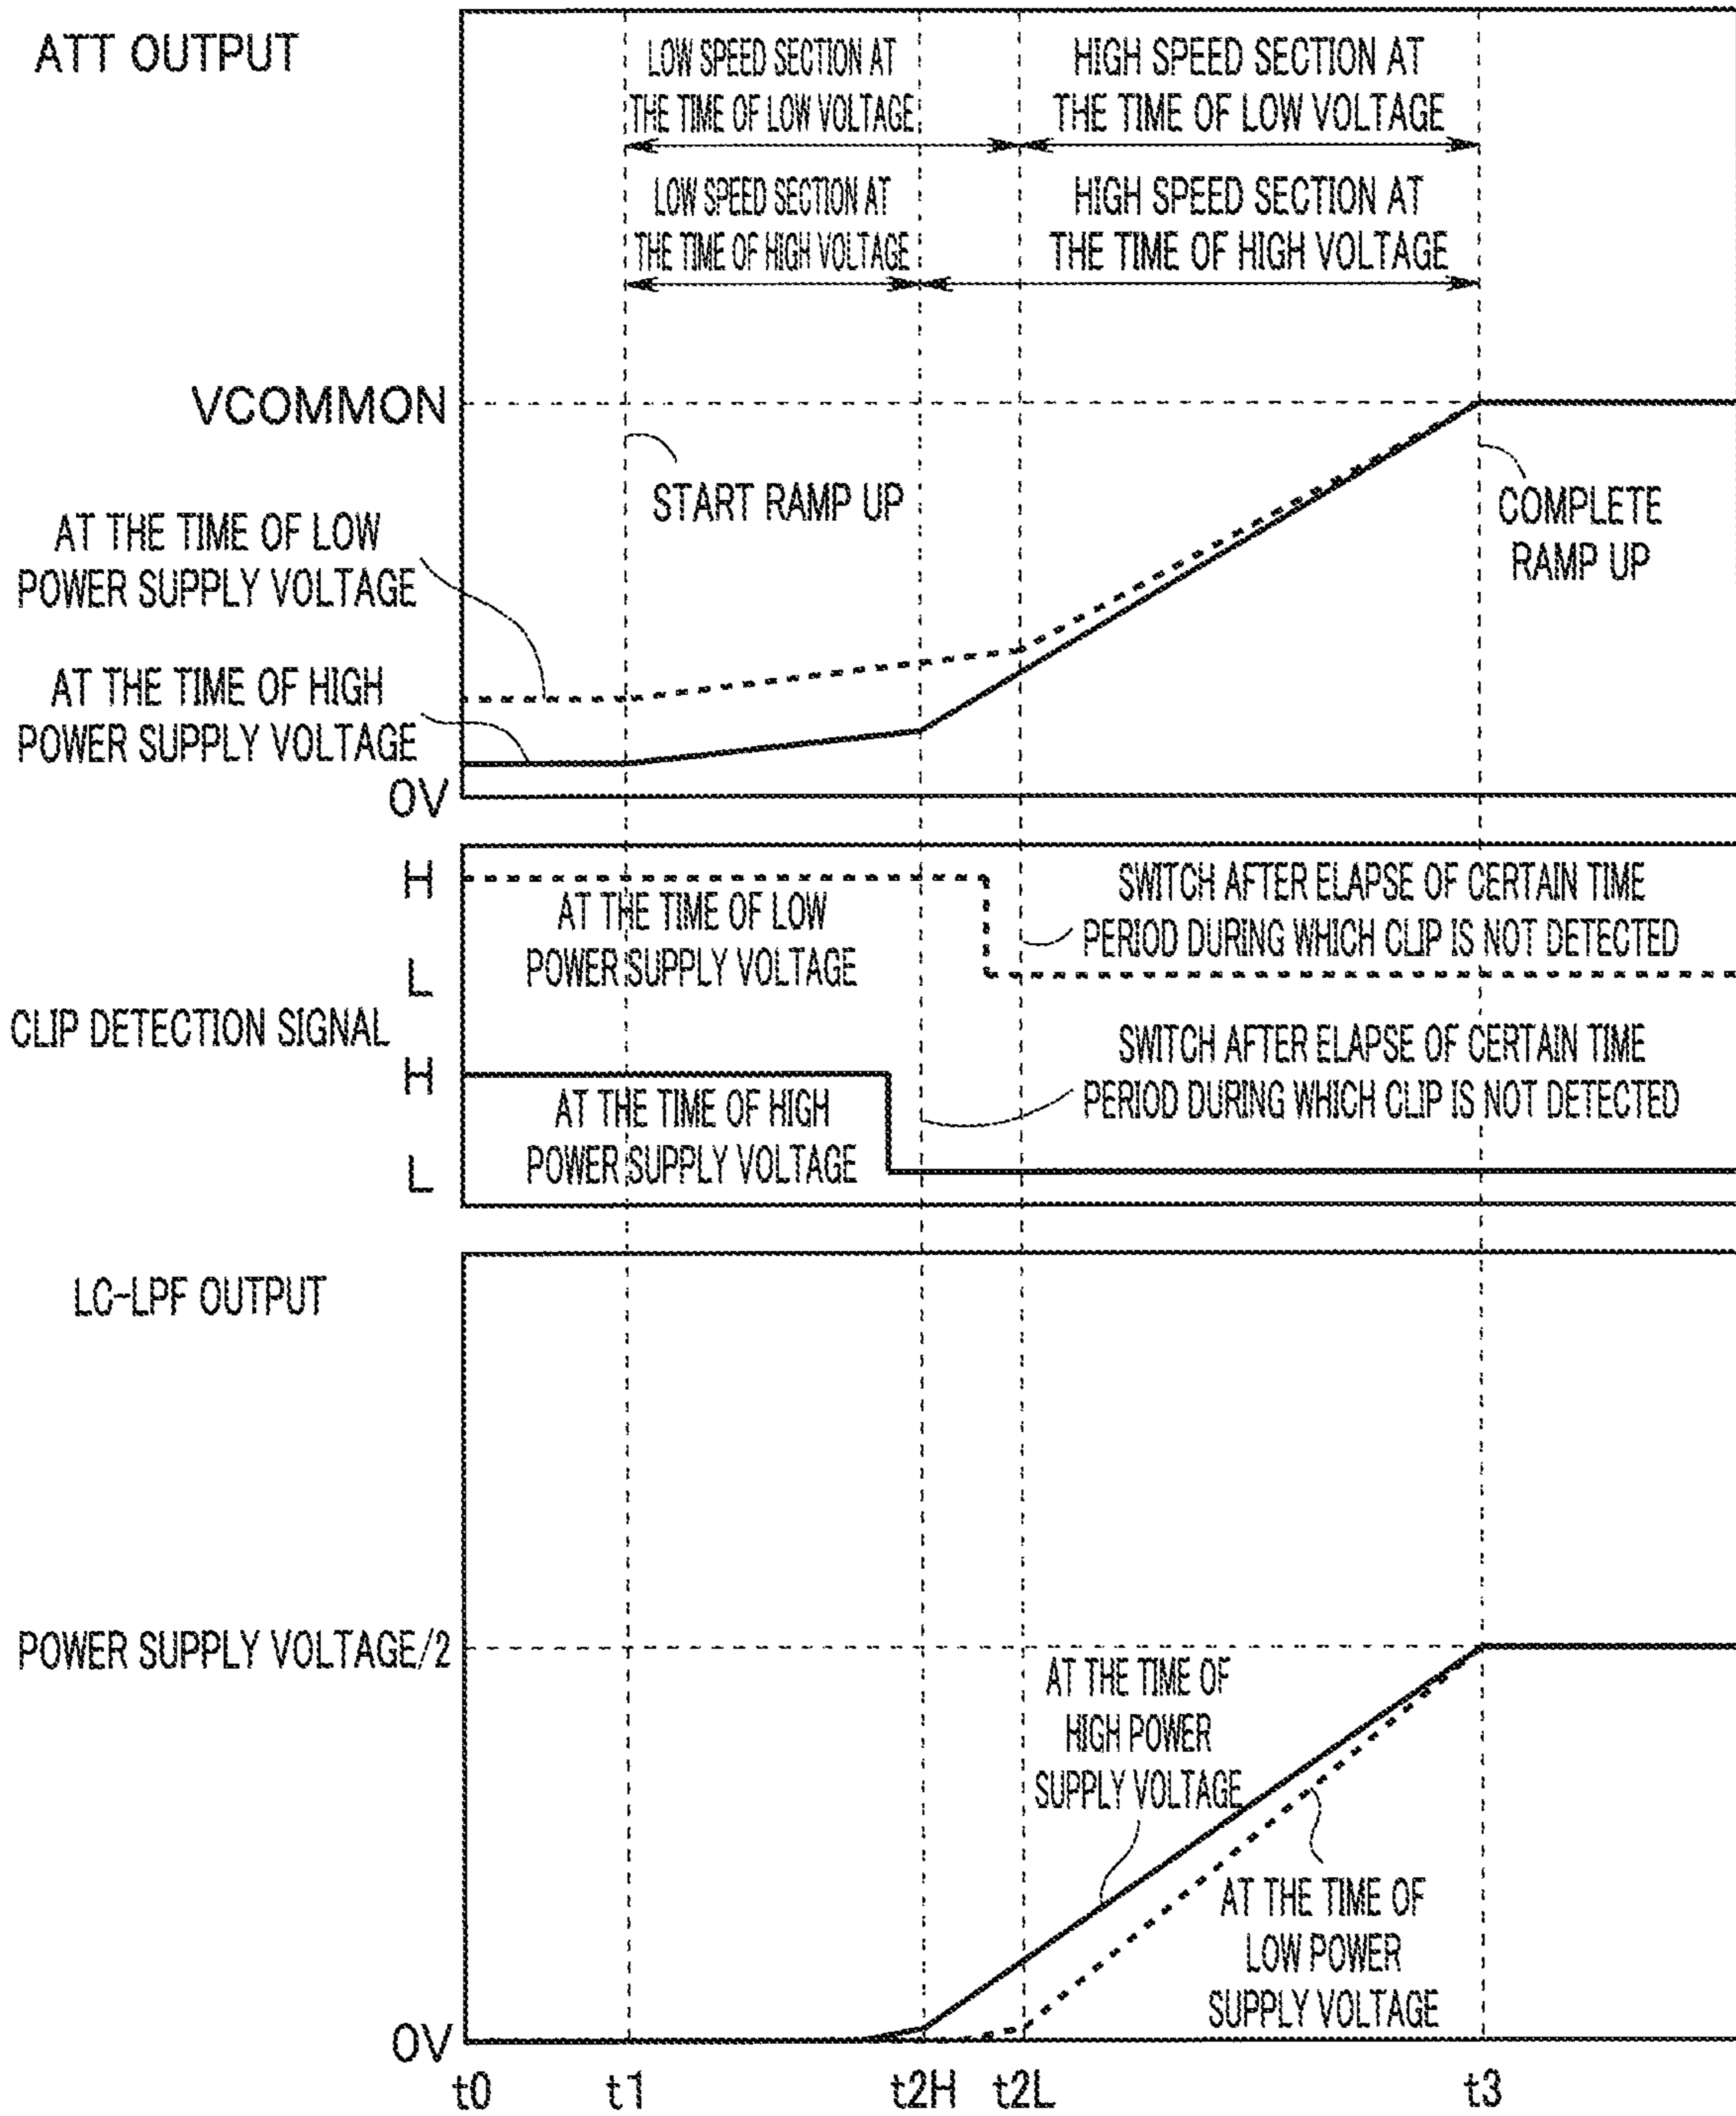 ATT OUTPUT
LOW SPEED SECTION AT
THE TIME OF LOW VOLTAGE
HIGH SPEED SECTION AT
THE TIME OF LOW VOLTAGE
LOW SPEED SECTION AT
THE TIME OF HIGH VOLTAGE
HIGH SPEED SECTION AT
THE TIME OF HIGH VOLTAGE
VCOMMON
START RAMP UP
COMPLETE
RAMP UP
AT THE TIME OF LOW
POWER SUPPLY VOLTAGE
AT THE TIME OF HIGH
POWER SUPPLY VOLTAGE
0V
H
AT THE TIME OF LOW
POWER SUPPLY VOLTAGE
SWITCH AFTER ELAPSE OF CERTAIN TIME
PERIOD DURING WHICH CLIP IS NOT DETECTED
L
CLIP DETECTION SIGNAL
H
AT THE TIME OF HIGH
POWER SUPPLY VOLTAGE
SWITCH AFTER ELAPSE OF CERTAIN TIME
PERIOD DURING WHICH CLIP IS NOT DETECTED
L
LC-LPF OUTPUT
POWER SUPPLY VOLTAGE/2
AT THE TIME OF
HIGH POWER
SUPPLY VOLTAGE
AT THE TIME OF
LOW POWER
SUPPLY VOLTAGE
0V
t0 t1 t2H t2L t3